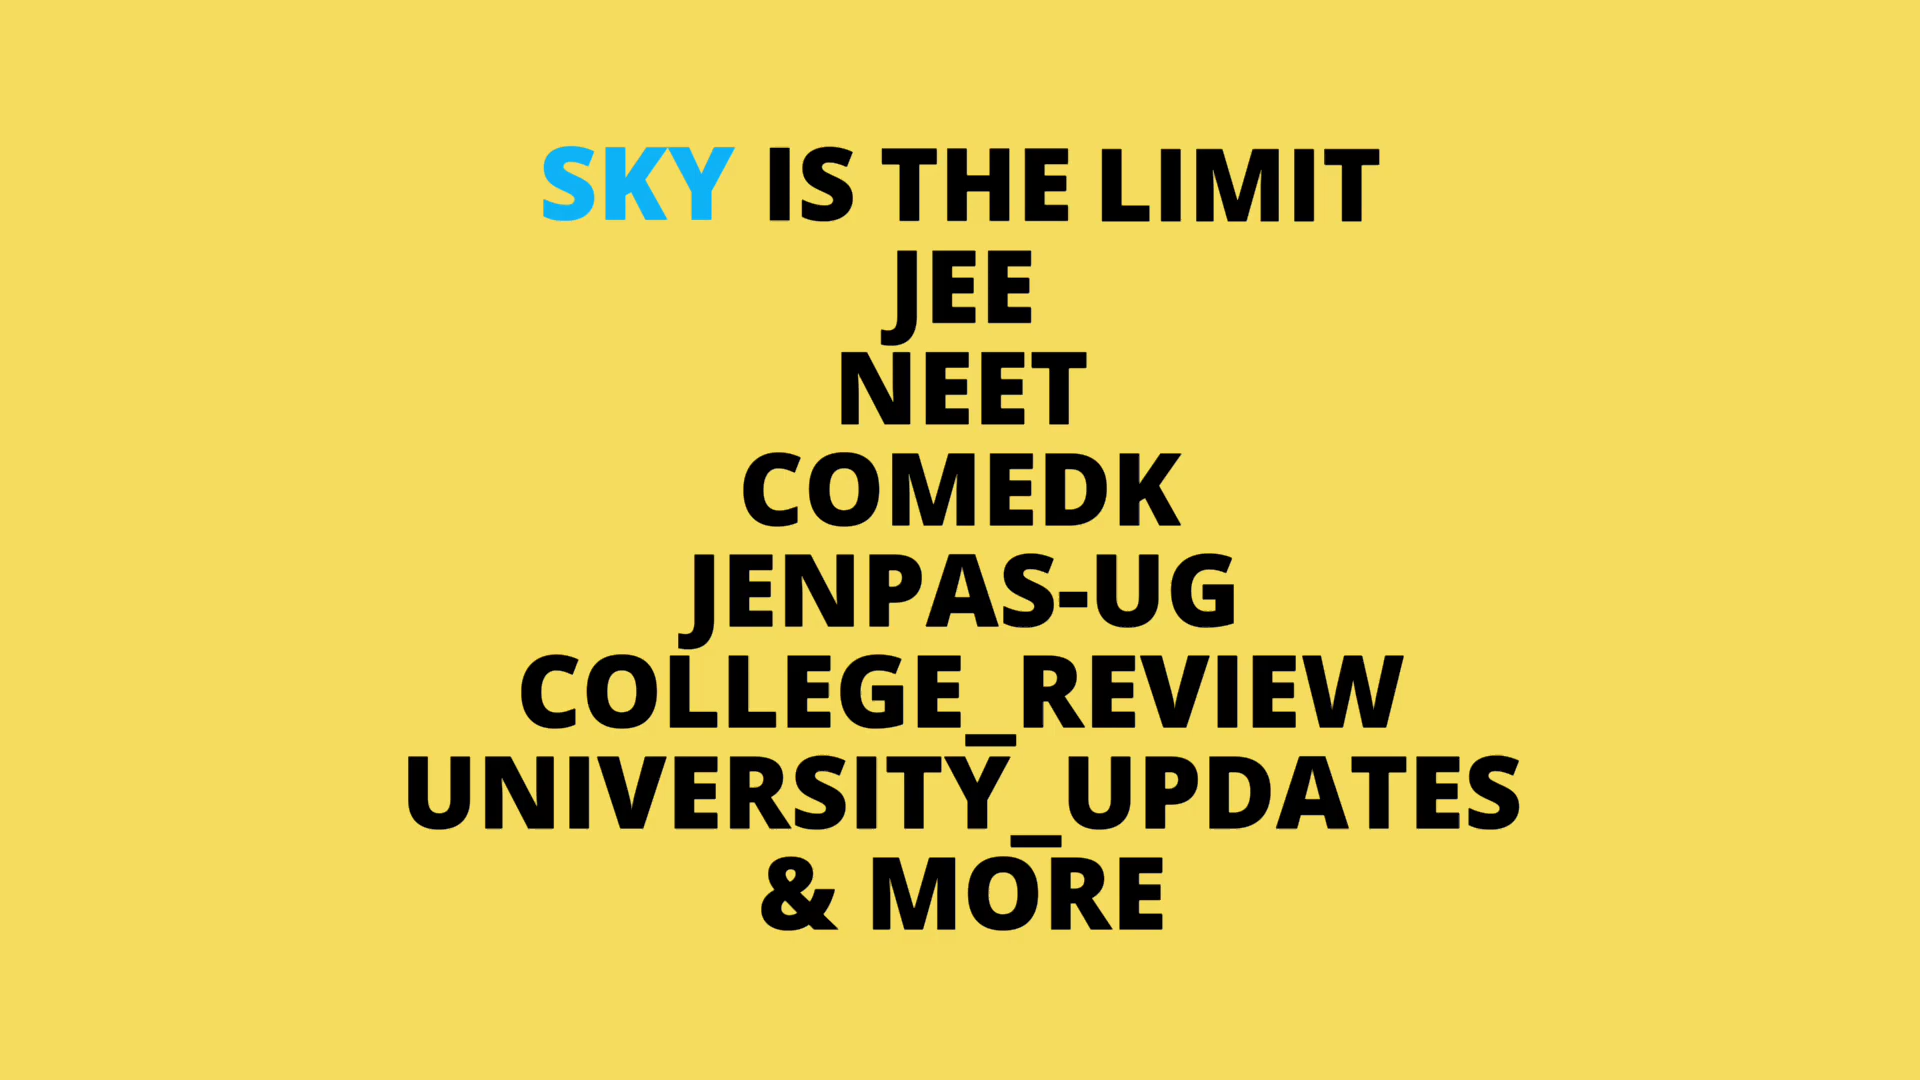 SKY IS THE LIMIT
JEE
NEET
COMEDK
JENPAS-UG
COLLEGE_REVIEW
UNIVERSITY_UPDATES
& MORE